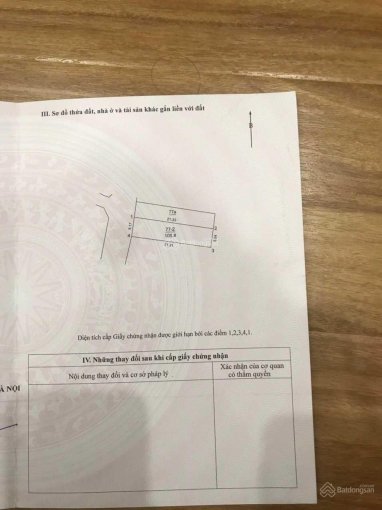 III. Sơ đồ thửa đất, nhà ở và tài sản khác gắn liền với đất
B
1
2
4
3
Diện tích cấp Giấy chứng nhận được giới hạn bởi các điểm 1,2,3,4,1.
IV. Những thay đổi sau khi cấp giấy chứng nhận
Nội dung thay đổi và cơ sở pháp lý
Xác nhận của cơ quan
có thẩm quyền
À NỘI
Batdongsan